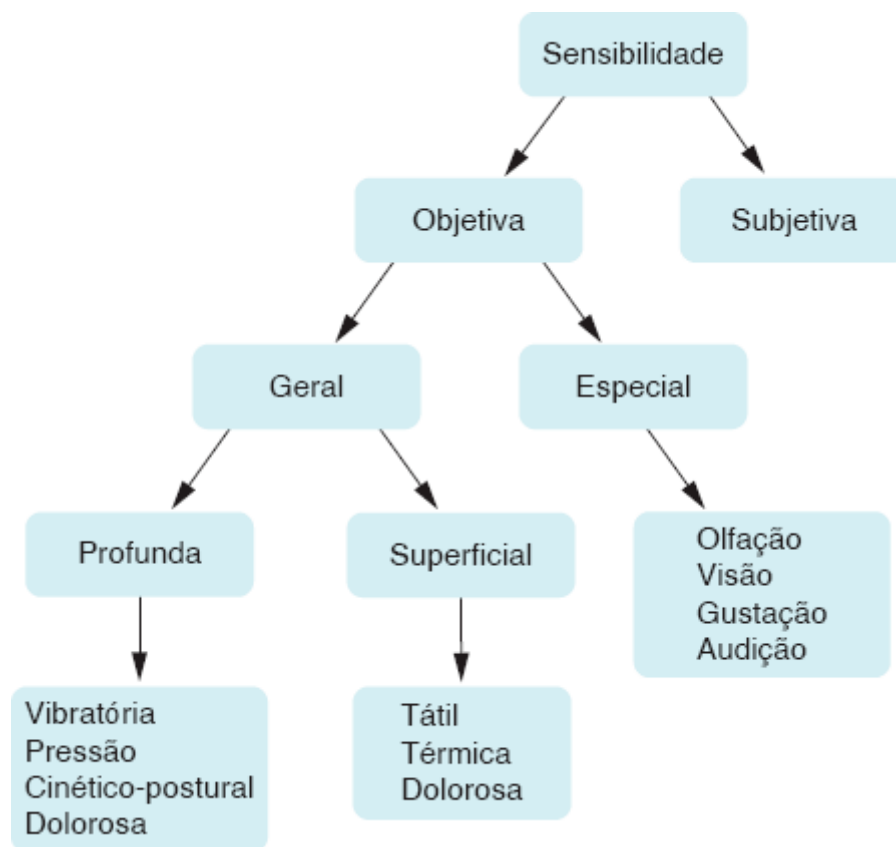 Sensibilidade
Objetiva
Subjetiva
Geral
Especial
Profunda
Superficial
Olfação
Visão
Gustação
Audição
Vibratória
Pressão
Cinético-postural
Dolorosa
Tátil
Térmica
Dolorosa